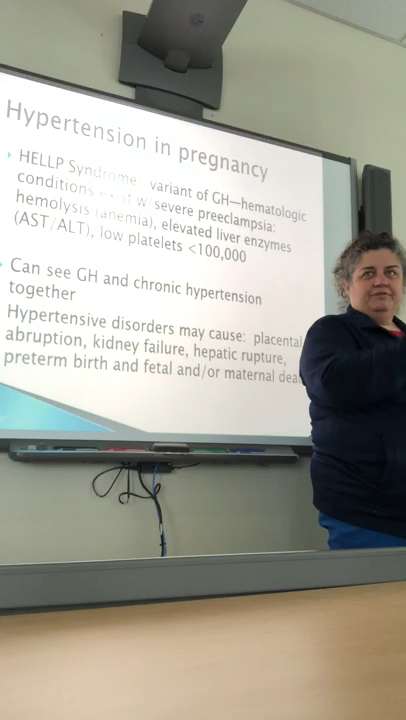 Hypertension in pregnancy
HELLP Syndrome: variant of GH—hematologic
conditions exist w/severe preeclampsia:
hemolysis (anemia), elevated liver enzymes
(AST/ALT), low platelets <100,000
Can see GH and chronic hypertension
together
Hypertensive disorders may cause: placental
abruption, kidney failure, hepatic rupture,
preterm birth and fetal and/or maternal